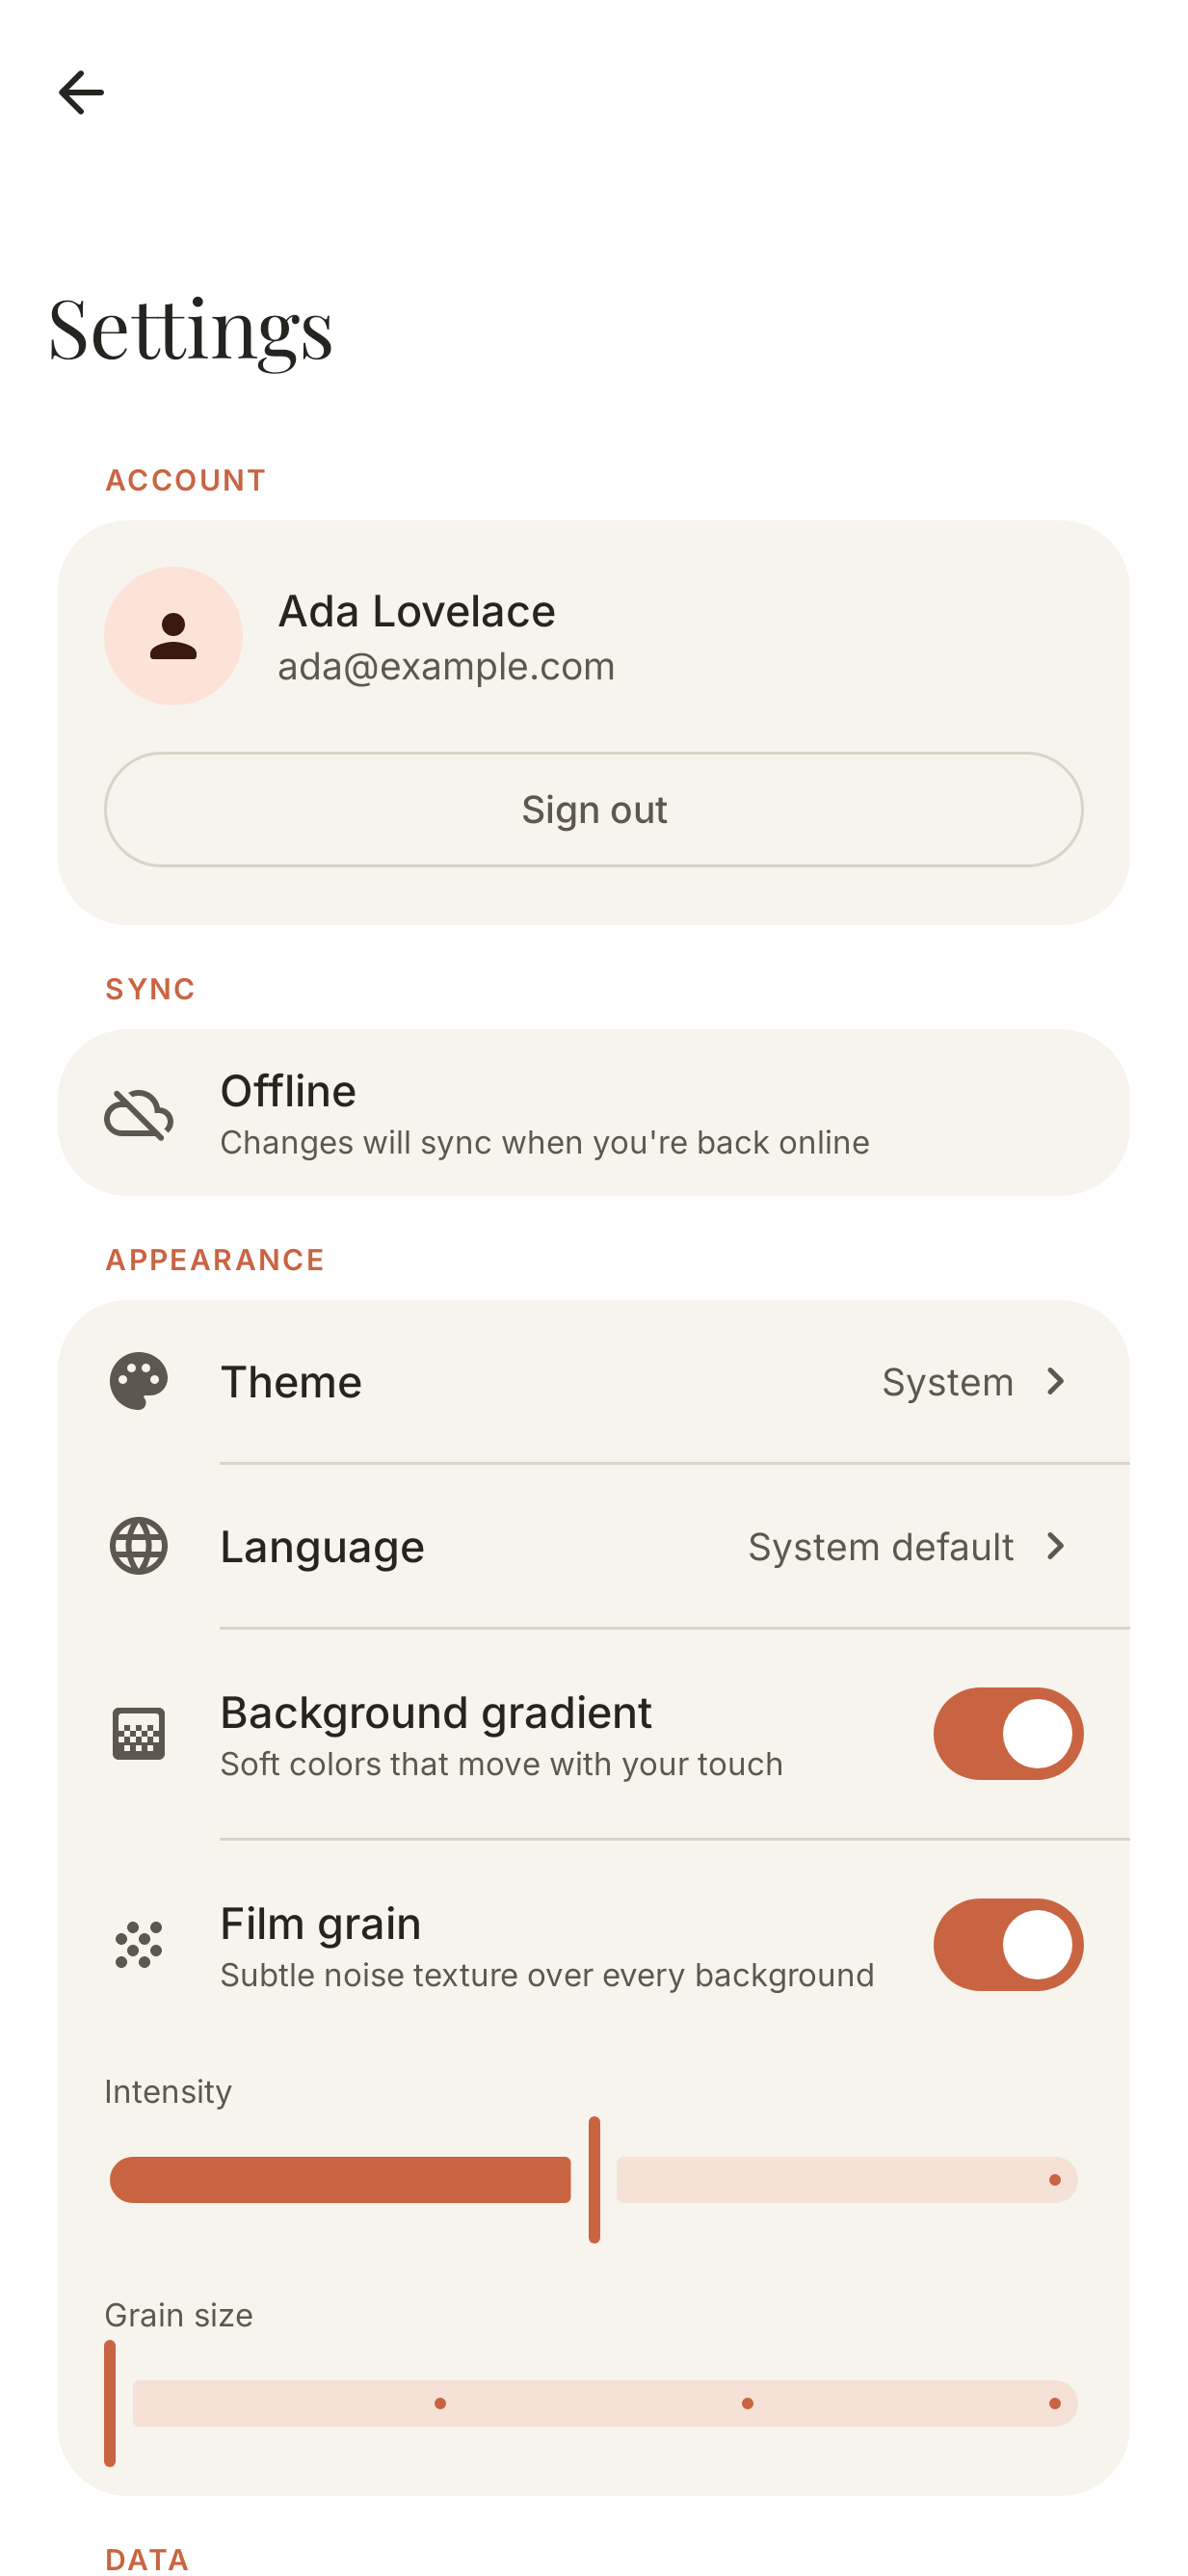 Settings
ACCOUNT
Ada Lovelace
ada@example.com
Sign out
SYNC
Offline
Changes will sync when you're back online
APPEARANCE
Theme
System
Language
System default
Background gradient
Soft colors that move with your touch
Film grain
Subtle noise texture over every background
Intensity
Grain size
DATA